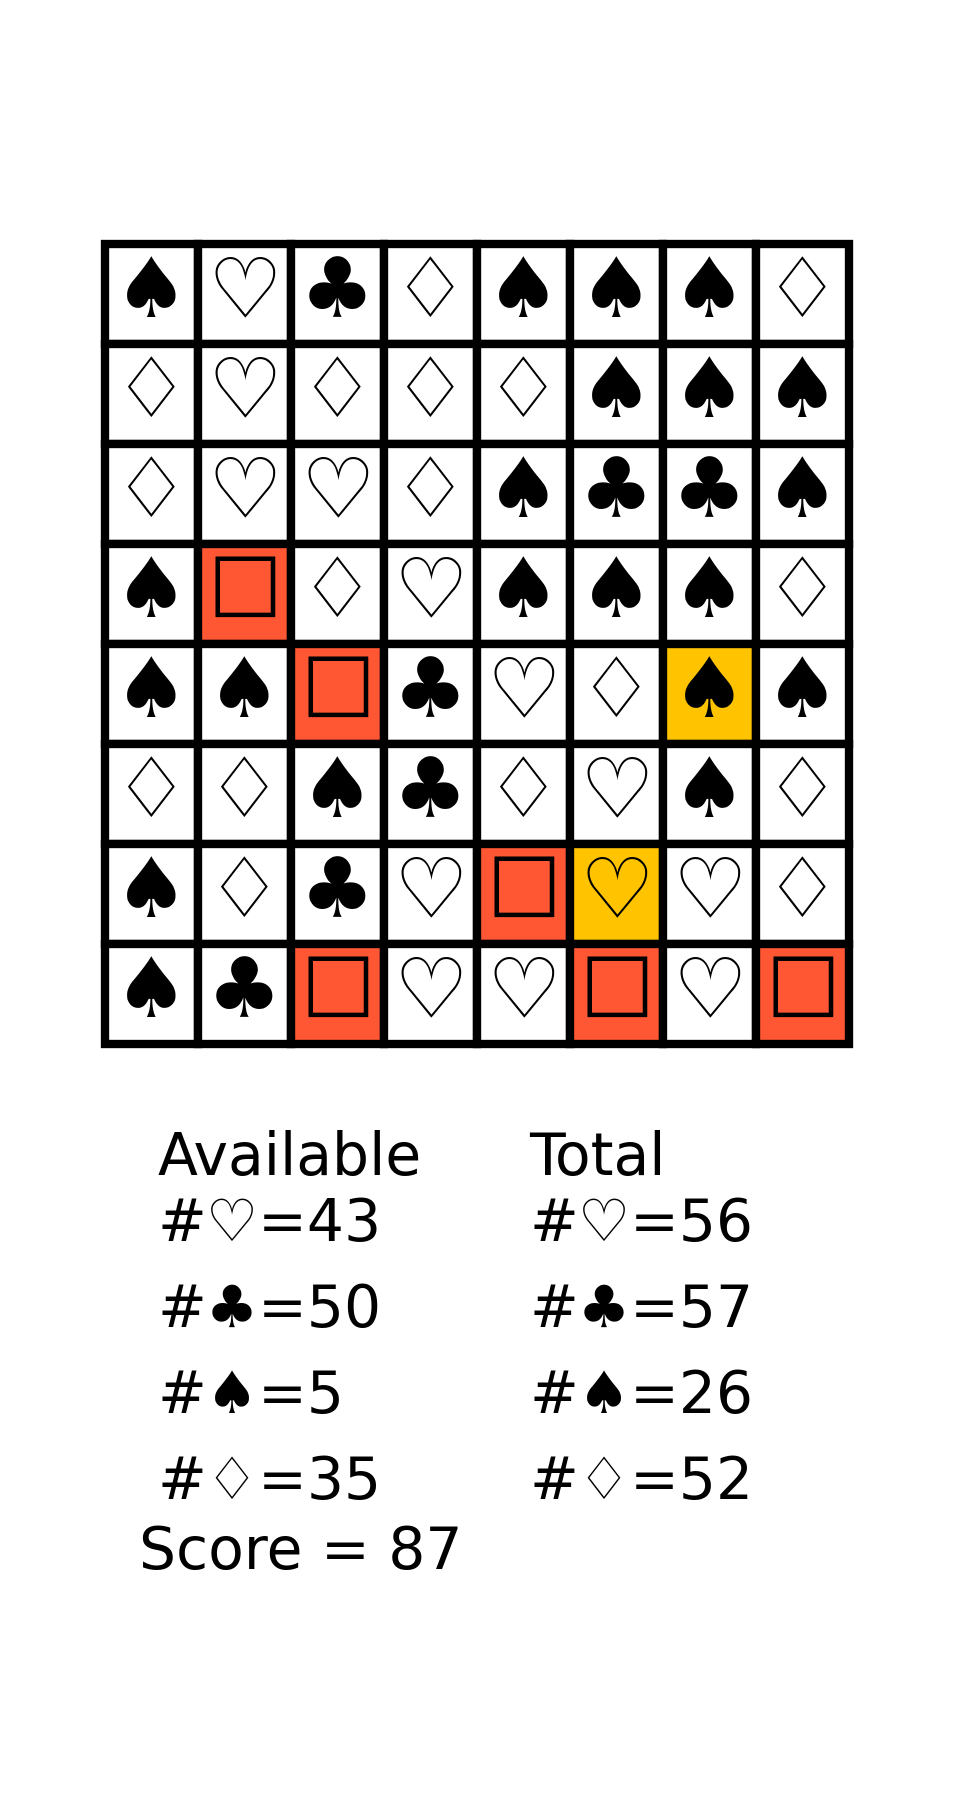 ♠ ♡ ♣ ♢ ♠ ♠ ♠ ♢
♢ ♡ ♢ ♢ ♢ ♠ ♠ ♠
♢ ♡ ♡ ♢ ♠ ♣ ♣ ♠
♠ □ ♢ ♡ ♠ ♠ ♠ ♢
♠ ♠ □ ♣ ♡ ♢ ♠ ♠
♢ ♢ ♠ ♣ ♢ ♡ ♠ ♢
♠ ♢ ♣ ♡ □ ♡ ♡ ♢
♠ ♣ □ ♡ ♡ □ ♡ □
Available Total
#♡=43 #♡=56
#♣=50 #♣=57
#♠=5 #♠=26
#♢=35 #♢=52
Score = 87